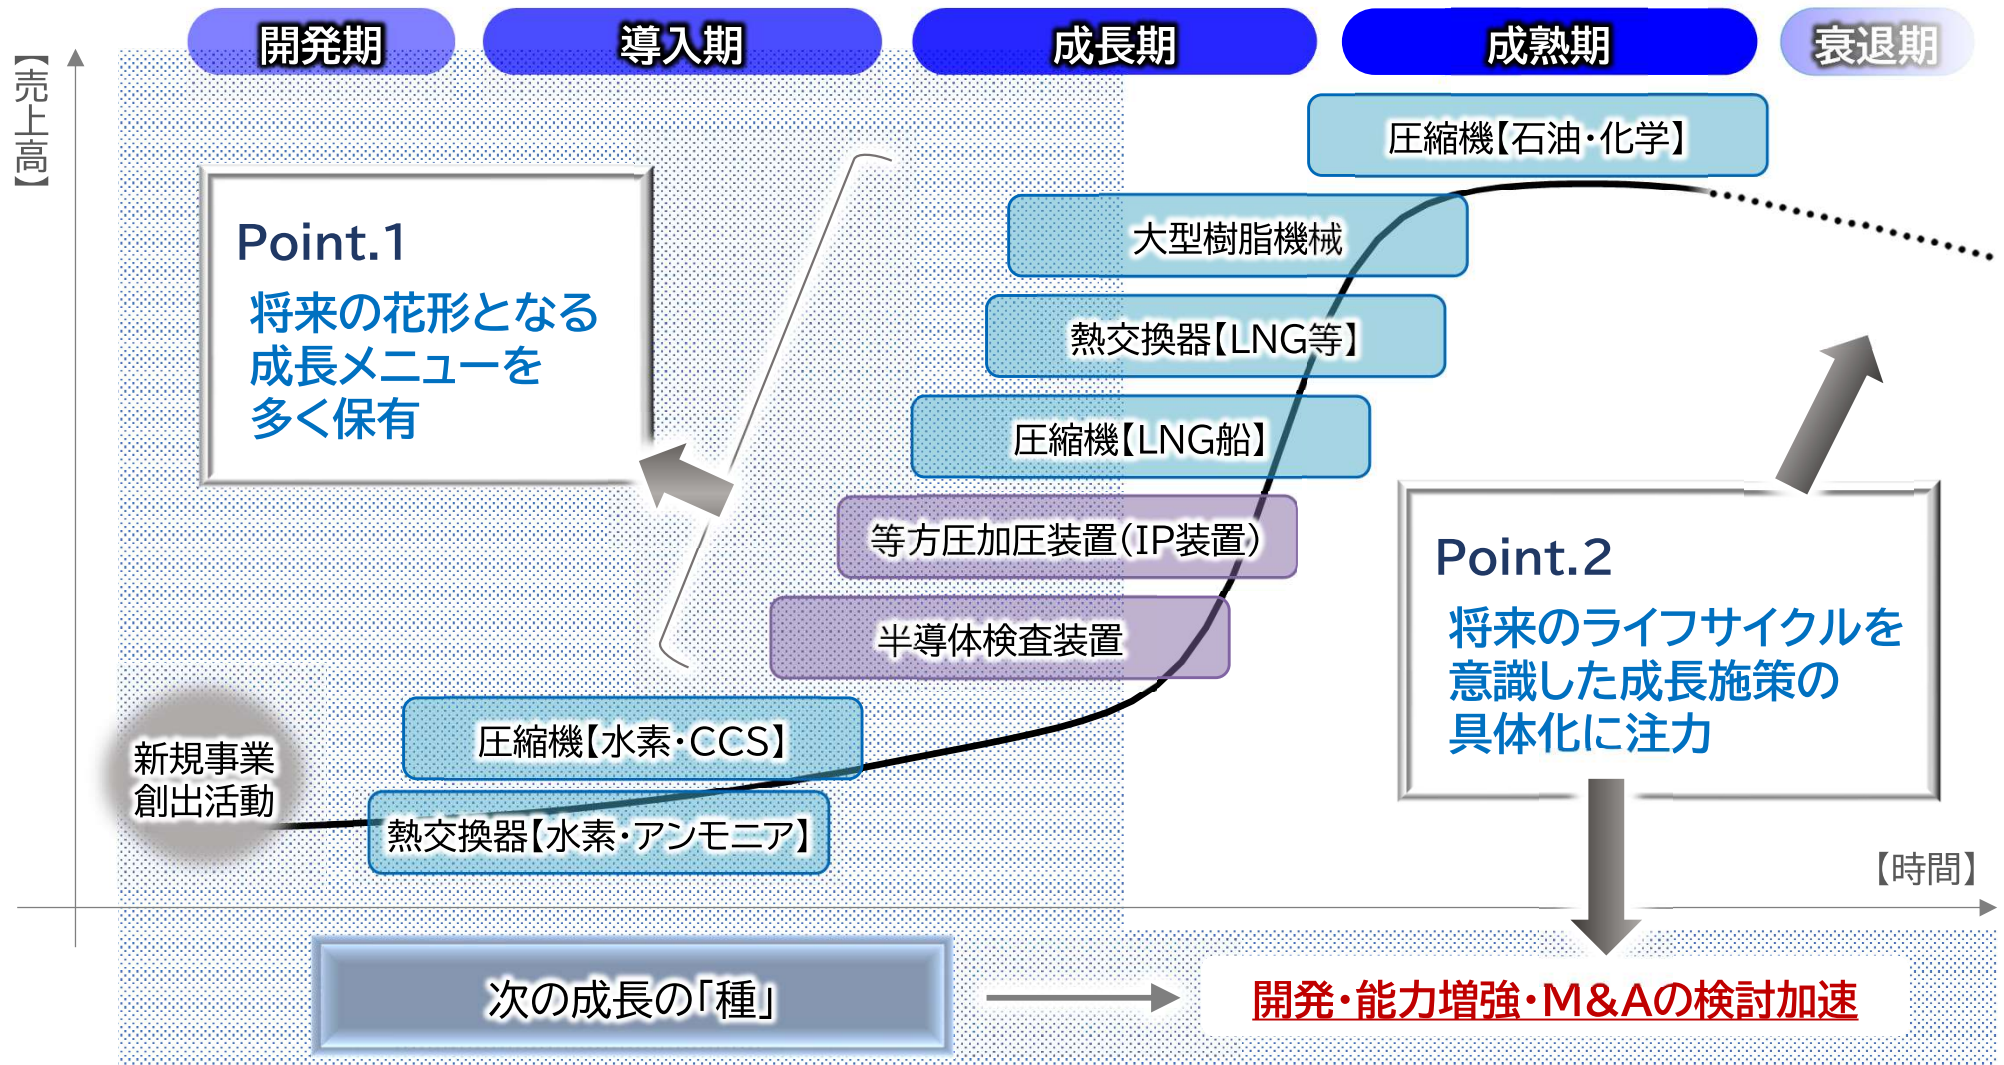 開発期
導入期
成長期
成熟期
衰退期
【売上高】
圧縮機【石油・化学】
大型樹脂機械
熱交換器【LNG等】
圧縮機【LNG船】
等方圧加圧装置（IP装置）
半導体検査装置
圧縮機【水素・CCS】
熱交換器【水素・アンモニア】
新規事業
創出活動
Point.1
将来の花形となる
成長メニューを
多く保有
Point.2
将来のライフサイクルを
意識した成長施策の
具体化に注力
【時間】
次の成長の「種」
開発・能力増強・M&Aの検討加速